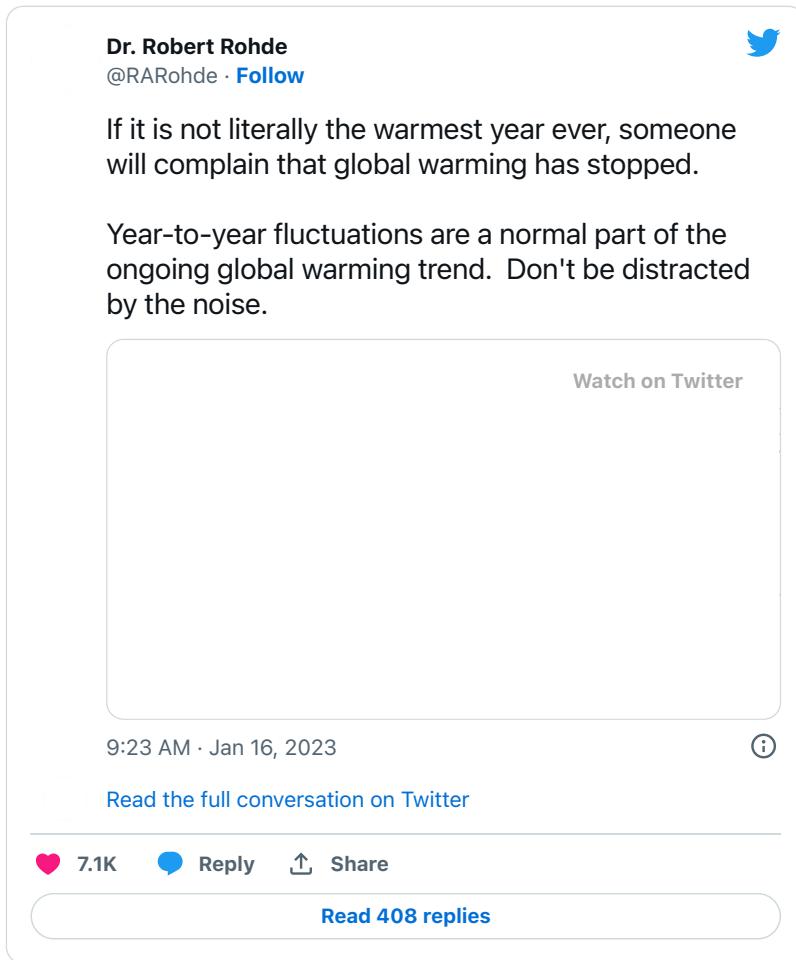 Dr. Robert Rohde
@RARohde · Follow
If it is not literally the warmest year ever, someone
will complain that global warming has stopped.
Year-to-year fluctuations are a normal part of the
ongoing global warming trend.  Don't be distracted
by the noise.
Watch on Twitter
9:23 AM · Jan 16, 2023
Read the full conversation on Twitter
7.1K Reply Share
Read 408 replies